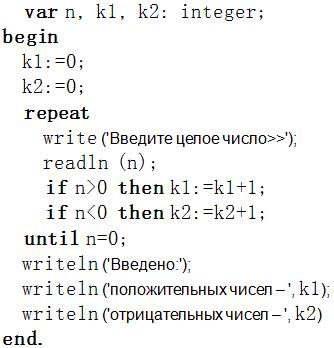 var n, k1, k2: integer;
begin
k1:=0;
k2:=0;
repeat
write ('Введите целое число>>');
readln (n);
if n>0 then k1:=k1+1;
if n<0 then k2:=k2+1;
until n=0;
writeln ('Введено:');
writeln ('положительных чисел – ', k1);
writeln ('отрицательных чисел – ', k2)
end.